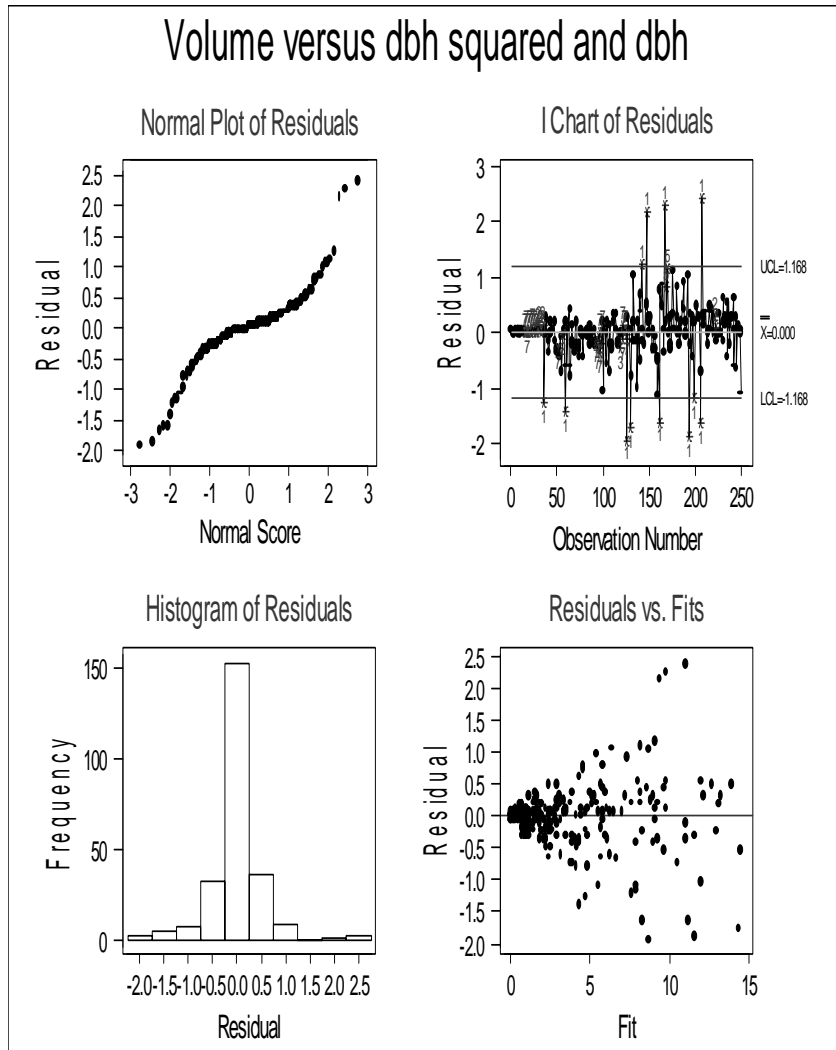 Volume versus dbh squared and dbh
Normal Plot of Residuals
2.5
2.0
1.5
1.0
0.5
0.0
-0.5
-1.0
-1.5
-2.0
Residual
-3 -2 -1 0 1 2 3
Normal Score
I Chart of Residuals
3
2
1
0
-1
-2
Residual
UCL=1.168
X=0.000
LCL=-1.168
0 50 100 150 200 250
Observation Number
Histogram of Residuals
150
100
50
0
Frequency
-2.0 -1.5 -1.0 -0.5 0.0 0.5 1.0 1.5 2.0 2.5
Residual
Residuals vs. Fits
2.5
2.0
1.5
1.0
0.5
0.0
-0.5
-1.0
-1.5
-2.0
Residual
0 5 10 15
Fit